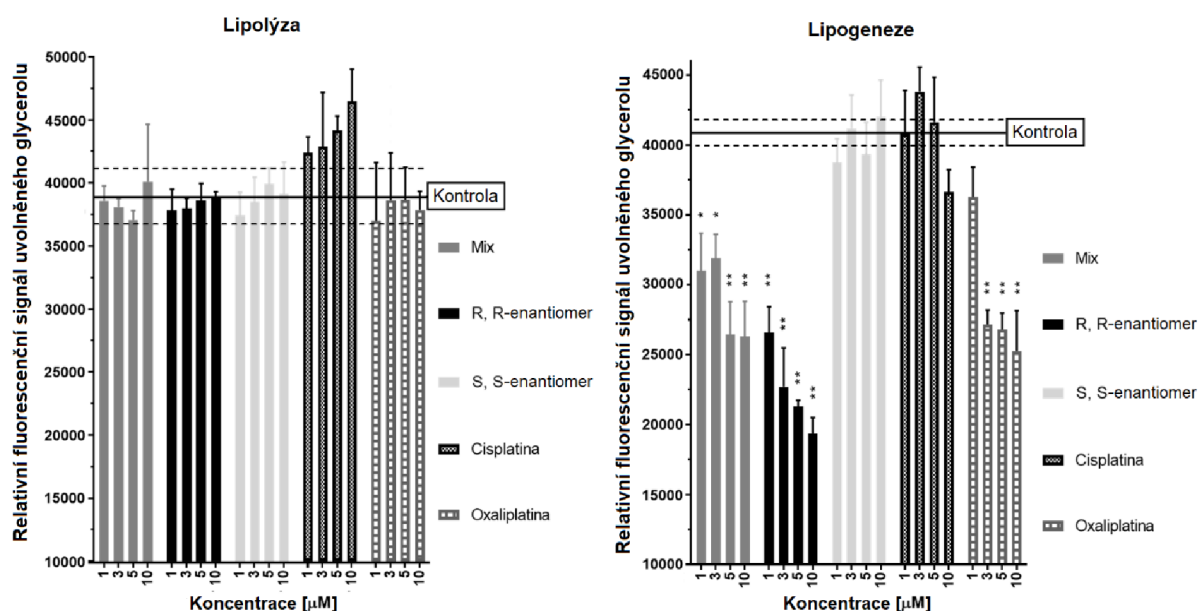 Lipolýza
Relativní fluorescenční signál uvolněného glycerolu
50000
45000
40000
35000
30000
25000
20000
15000
10000
Kontrola
Mix
R, R-enantiomer
S, S-enantiomer
Cisplatina
Oxaliplatina
1 3 5 10 1 3 5 10 1 3 5 10 1 3 5 10 1 3 5 10
Koncentrace [µM]
Lipogeneze
Relativní fluorescenční signál uvolněného glycerolu
45000
40000
35000
30000
25000
20000
15000
10000
Kontrola
* * ** ** ** ** ** ** ** ** **
Mix
R, R-enantiomer
S, S-enantiomer
Cisplatina
Oxaliplatina
1 3 5 10 1 3 5 10 1 3 5 10 1 3 5 10 1 3 5 10
Koncentrace [µM]